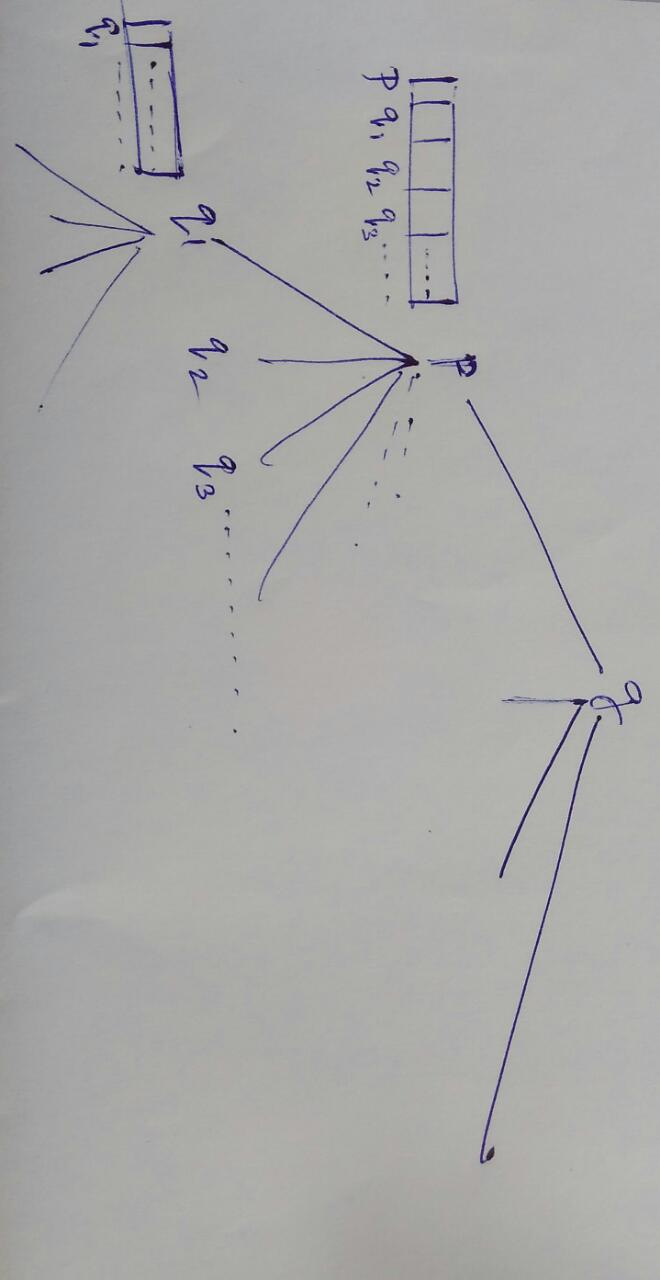 q
P
P q₁ q₂ q₃ ......
q₁ q₂ q₃ ........
q₁ .....